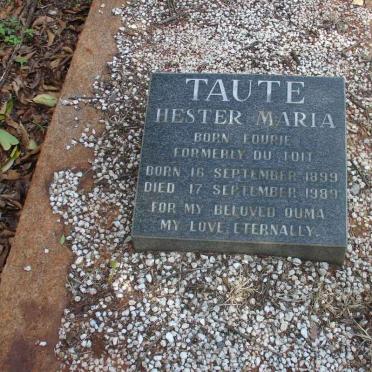 TAUTE
HESTER MARIA
BORN FOURIE
FORMERLY DU TOIT
BORN 16 SEPTEMBER 1899
DIED 17 SEPTEMBER 1989
FOR MY BELOVED OUMA
MY LOVE, ETERNALLY.